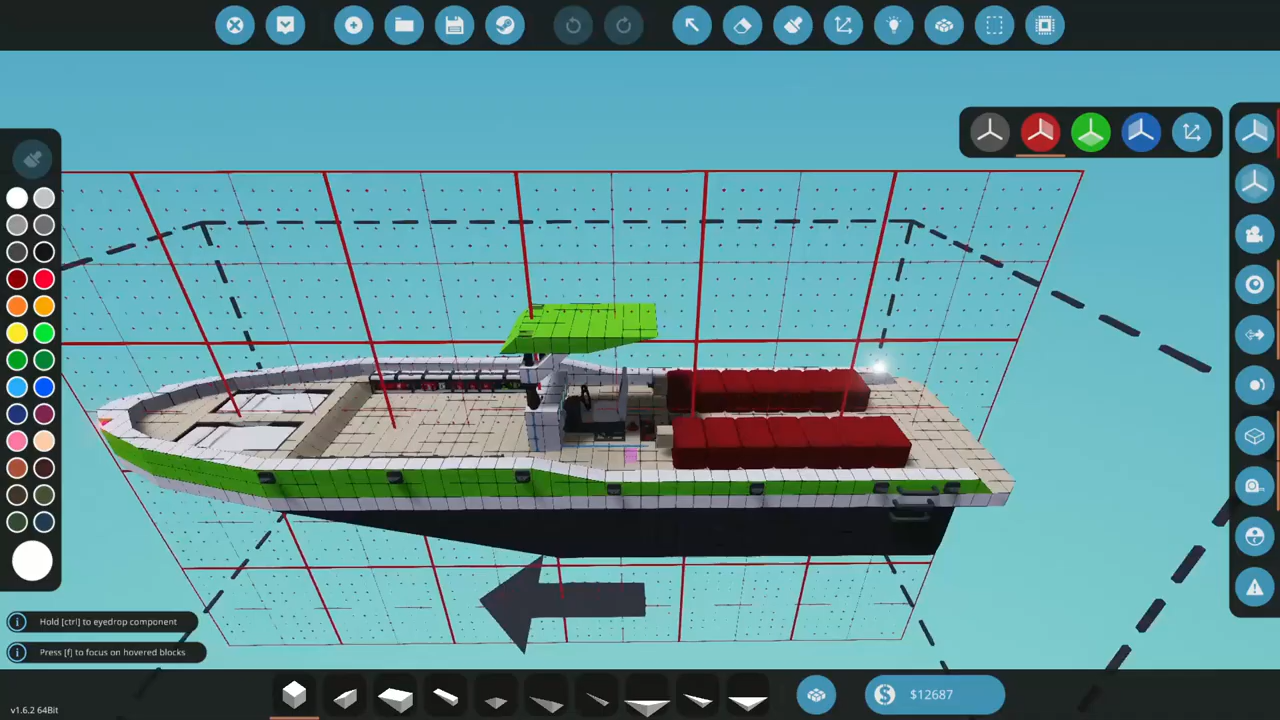 Hold [ctrl] to eyedrop component
Press [f] to focus on hovered blocks
$12687
v1.6.2 64Bit